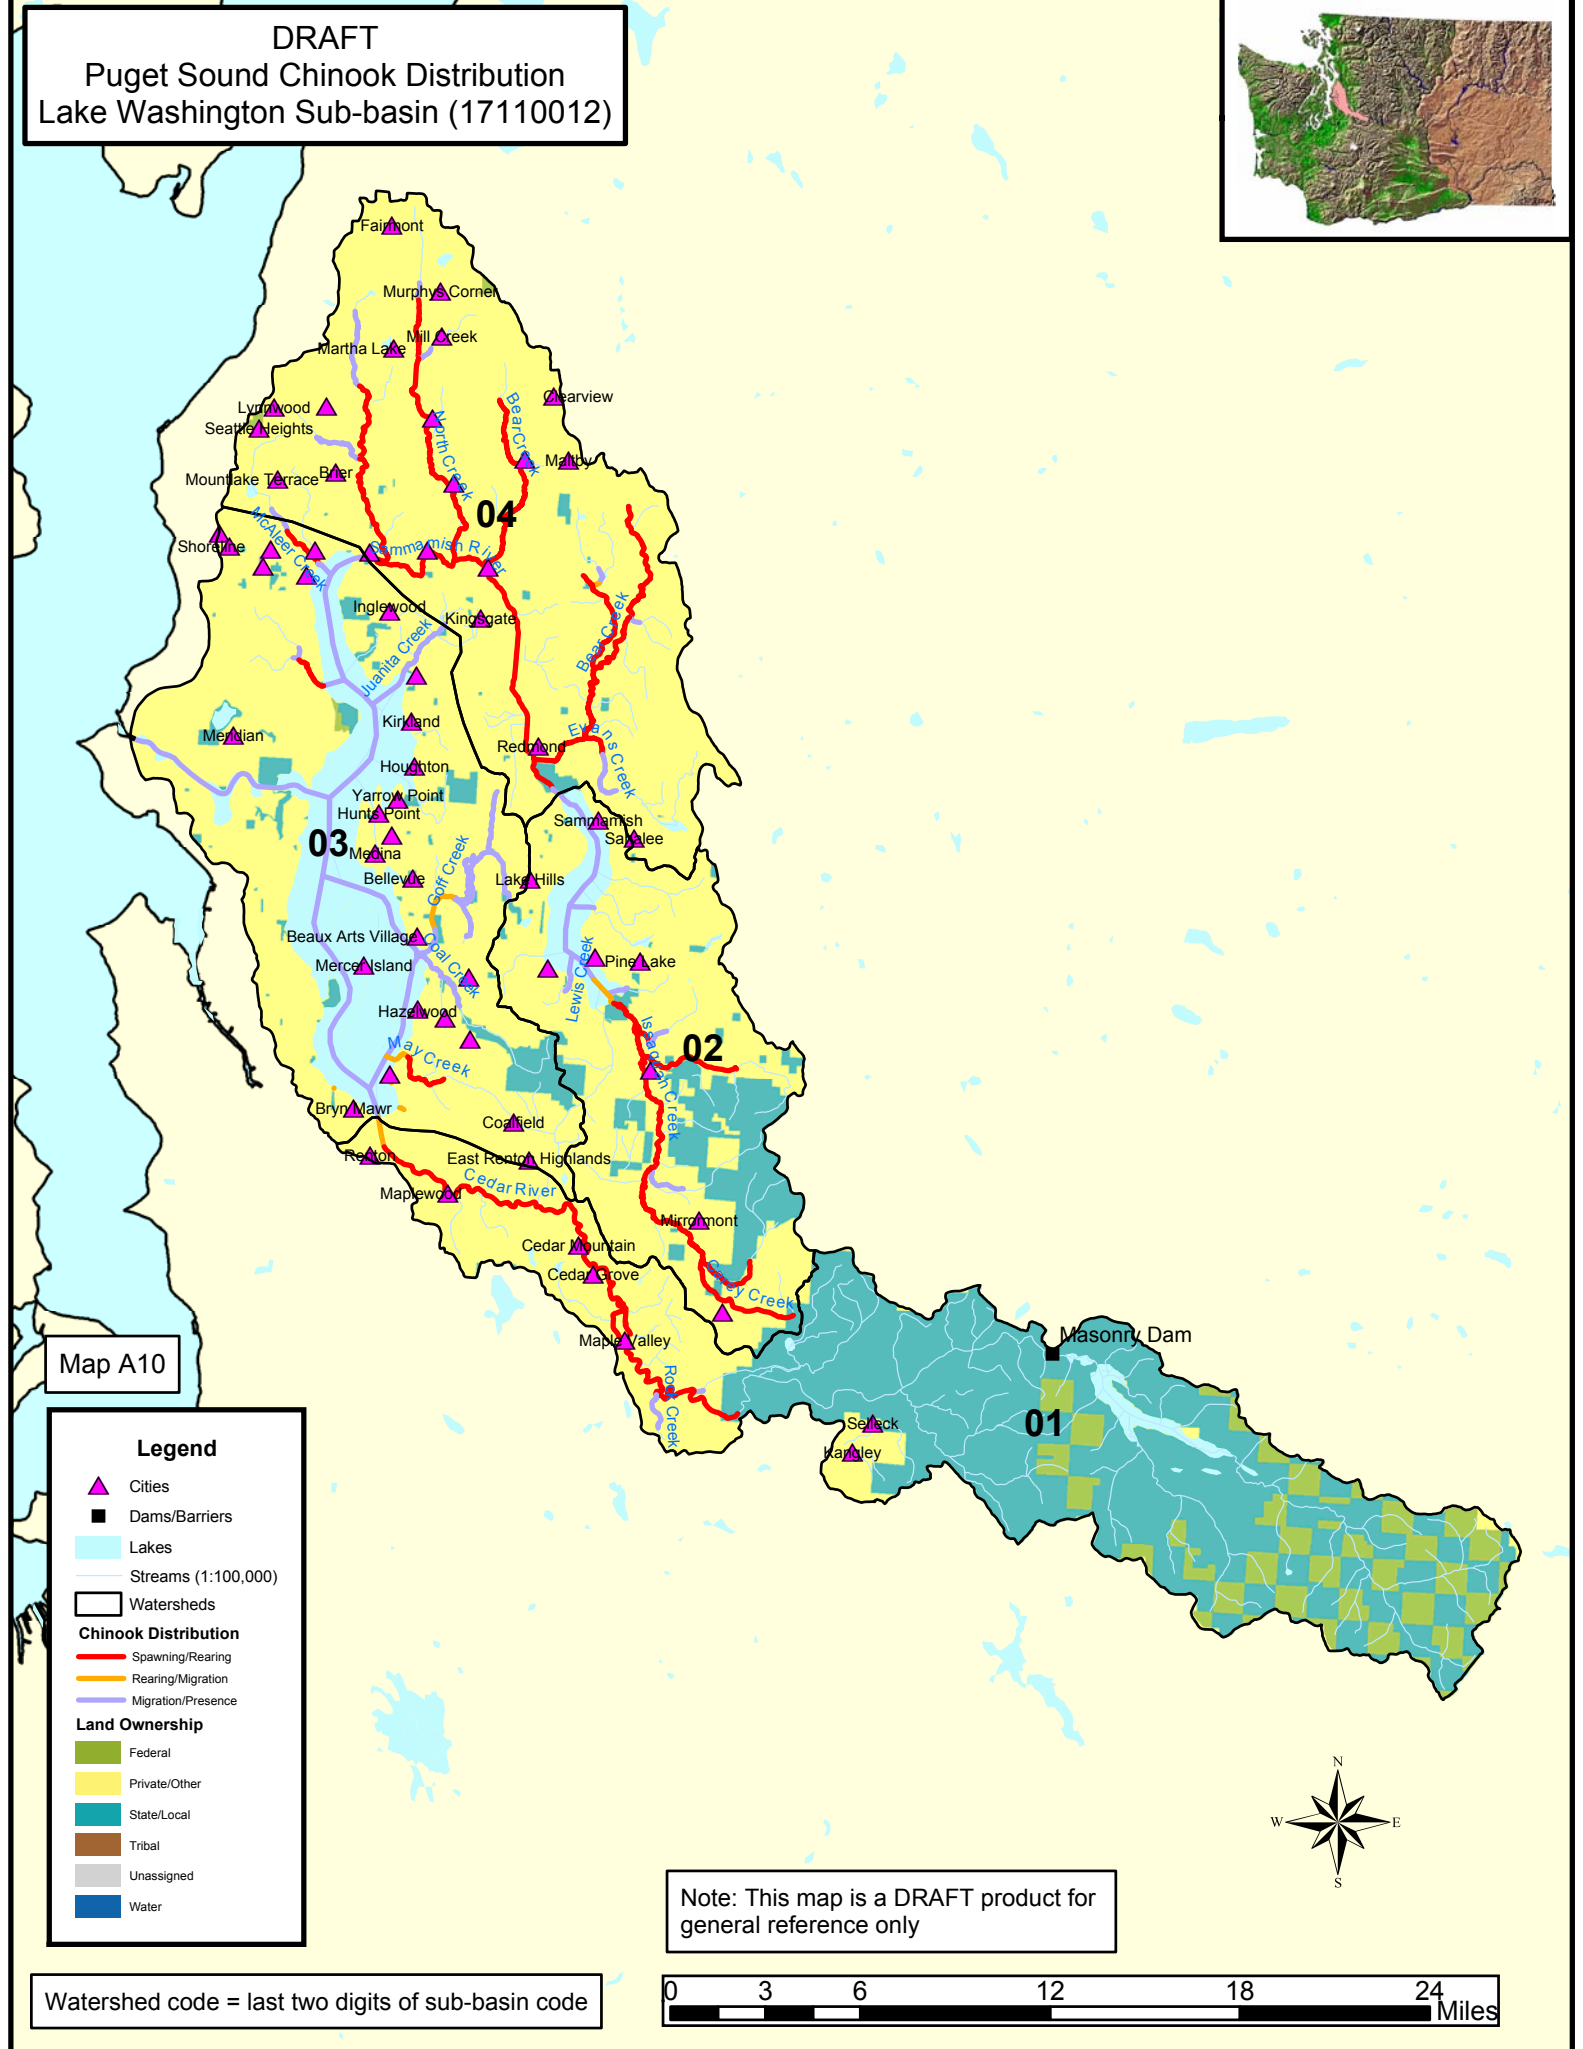 DRAFT
Puget Sound Chinook Distribution
Lake Washington Sub-basin (17110012)
Fairmont
Murphys Corner
Mill Creek
Martha Lake
Clearview
Lynnwood
Seattle Heights
Bear Creek
North Creek
Maltby
Brier
Mountlake Terrace
04
McAleer Creek
Shoreline
Sammamish River
Inglewood
Kingsgate
Bear Creek
Juanita Creek
Kirkland
Meridian
Redmond
Evans Creek
Houghton
Yarrow Point
Hunts Point
Sammamish
03
Sahalee
Medina
Goff Creek
Bellevue
Lake Hills
Beaux Arts Village
Coal Creek
Mercer Island
Pine Lake
Lewis Creek
Hazelwood
Issaquah Creek
02
May Creek
Bryn Mawr
Coalfield
Renton
East Renton Highlands
Cedar River
Maplewood
Mirrormont
Cedar Mountain
Cedar Grove
Carey Creek
Maple Valley
Masonry Dam
Rock Creek
Selleck
01
Kangley
Map A10
Legend
Cities
Dams/Barriers
Lakes
Streams (1:100,000)
Watersheds
Chinook Distribution
Spawning/Rearing
Rearing/Migration
Migration/Presence
Land Ownership
Federal
Private/Other
State/Local
Tribal
Unassigned
Water
N
W E
S
Note: This map is a DRAFT product for
general reference only
Watershed code = last two digits of sub-basin code
0 3 6 12 18 24
Miles